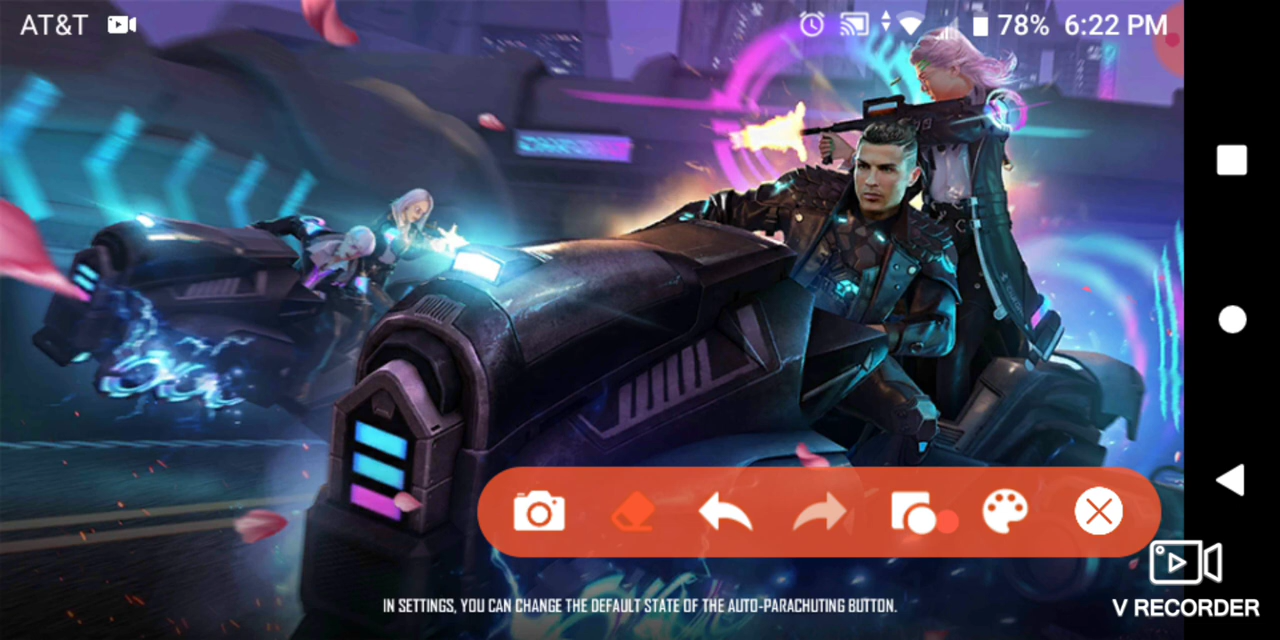 AT&T
78% 6:22 PM
IN SETTINGS, YOU CAN CHANGE THE DEFAULT STATE OF THE AUTO-PARACHUTING BUTTON.
V RECORDER